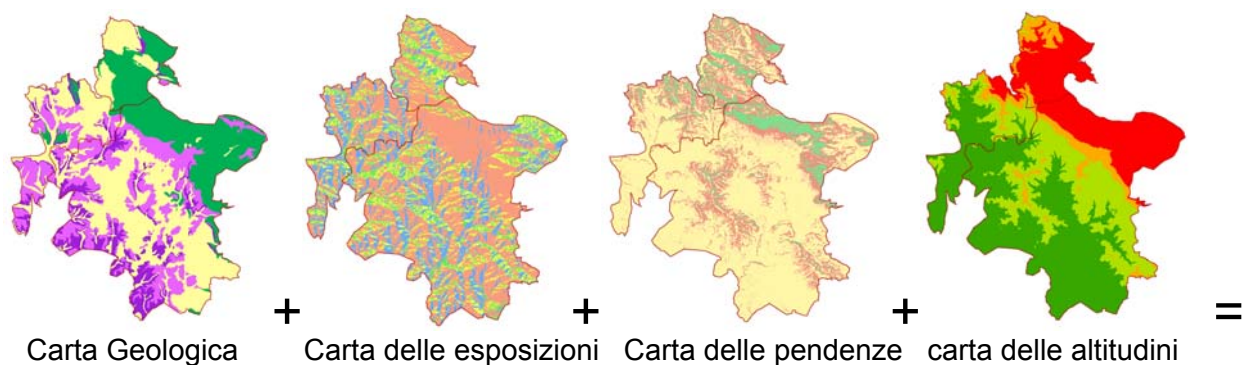 + + + =
Carta Geologica Carta delle esposizioni Carta delle pendenze carta delle altitudini